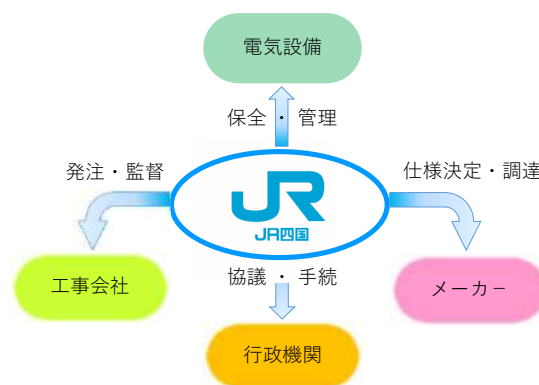 電気設備
保全・管理
発注・監督
仕様決定・調達
JR
JR四国
工事会社
協議・手続
メーカ－
行政機関